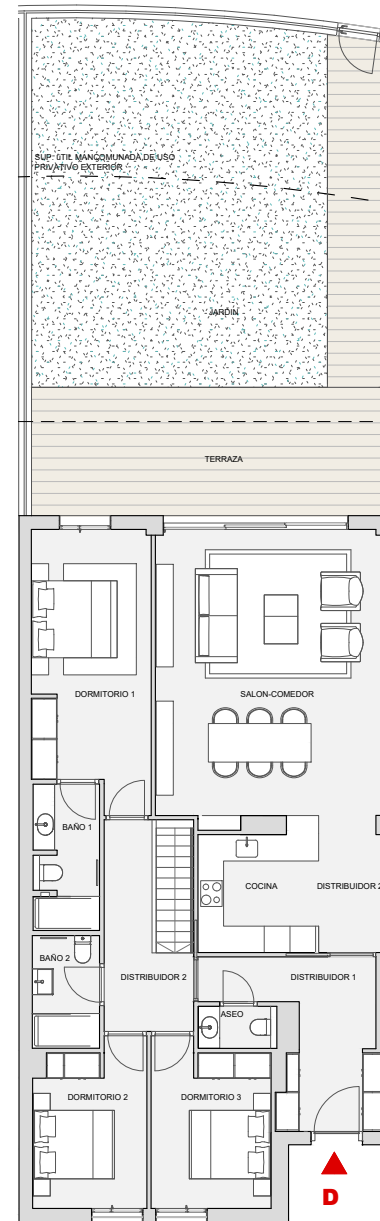 SUP. UTIL MANCOMUNADA DE USO
PRIVATIVO EXTERIOR
JARDIN
TERRAZA
DORMITORIO 1
SALON-COMEDOR
BAÑO 1
COCINA
DISTRIBUIDOR 2
BAÑO 2
DISTRIBUIDOR 2
DISTRIBUIDOR 1
ASEO
DORMITORIO 2
DORMITORIO 3
D